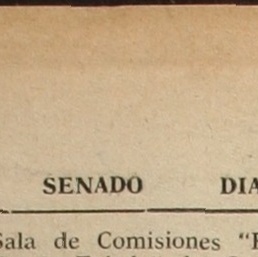 SENADO DIA
Sala de Comisiones "F